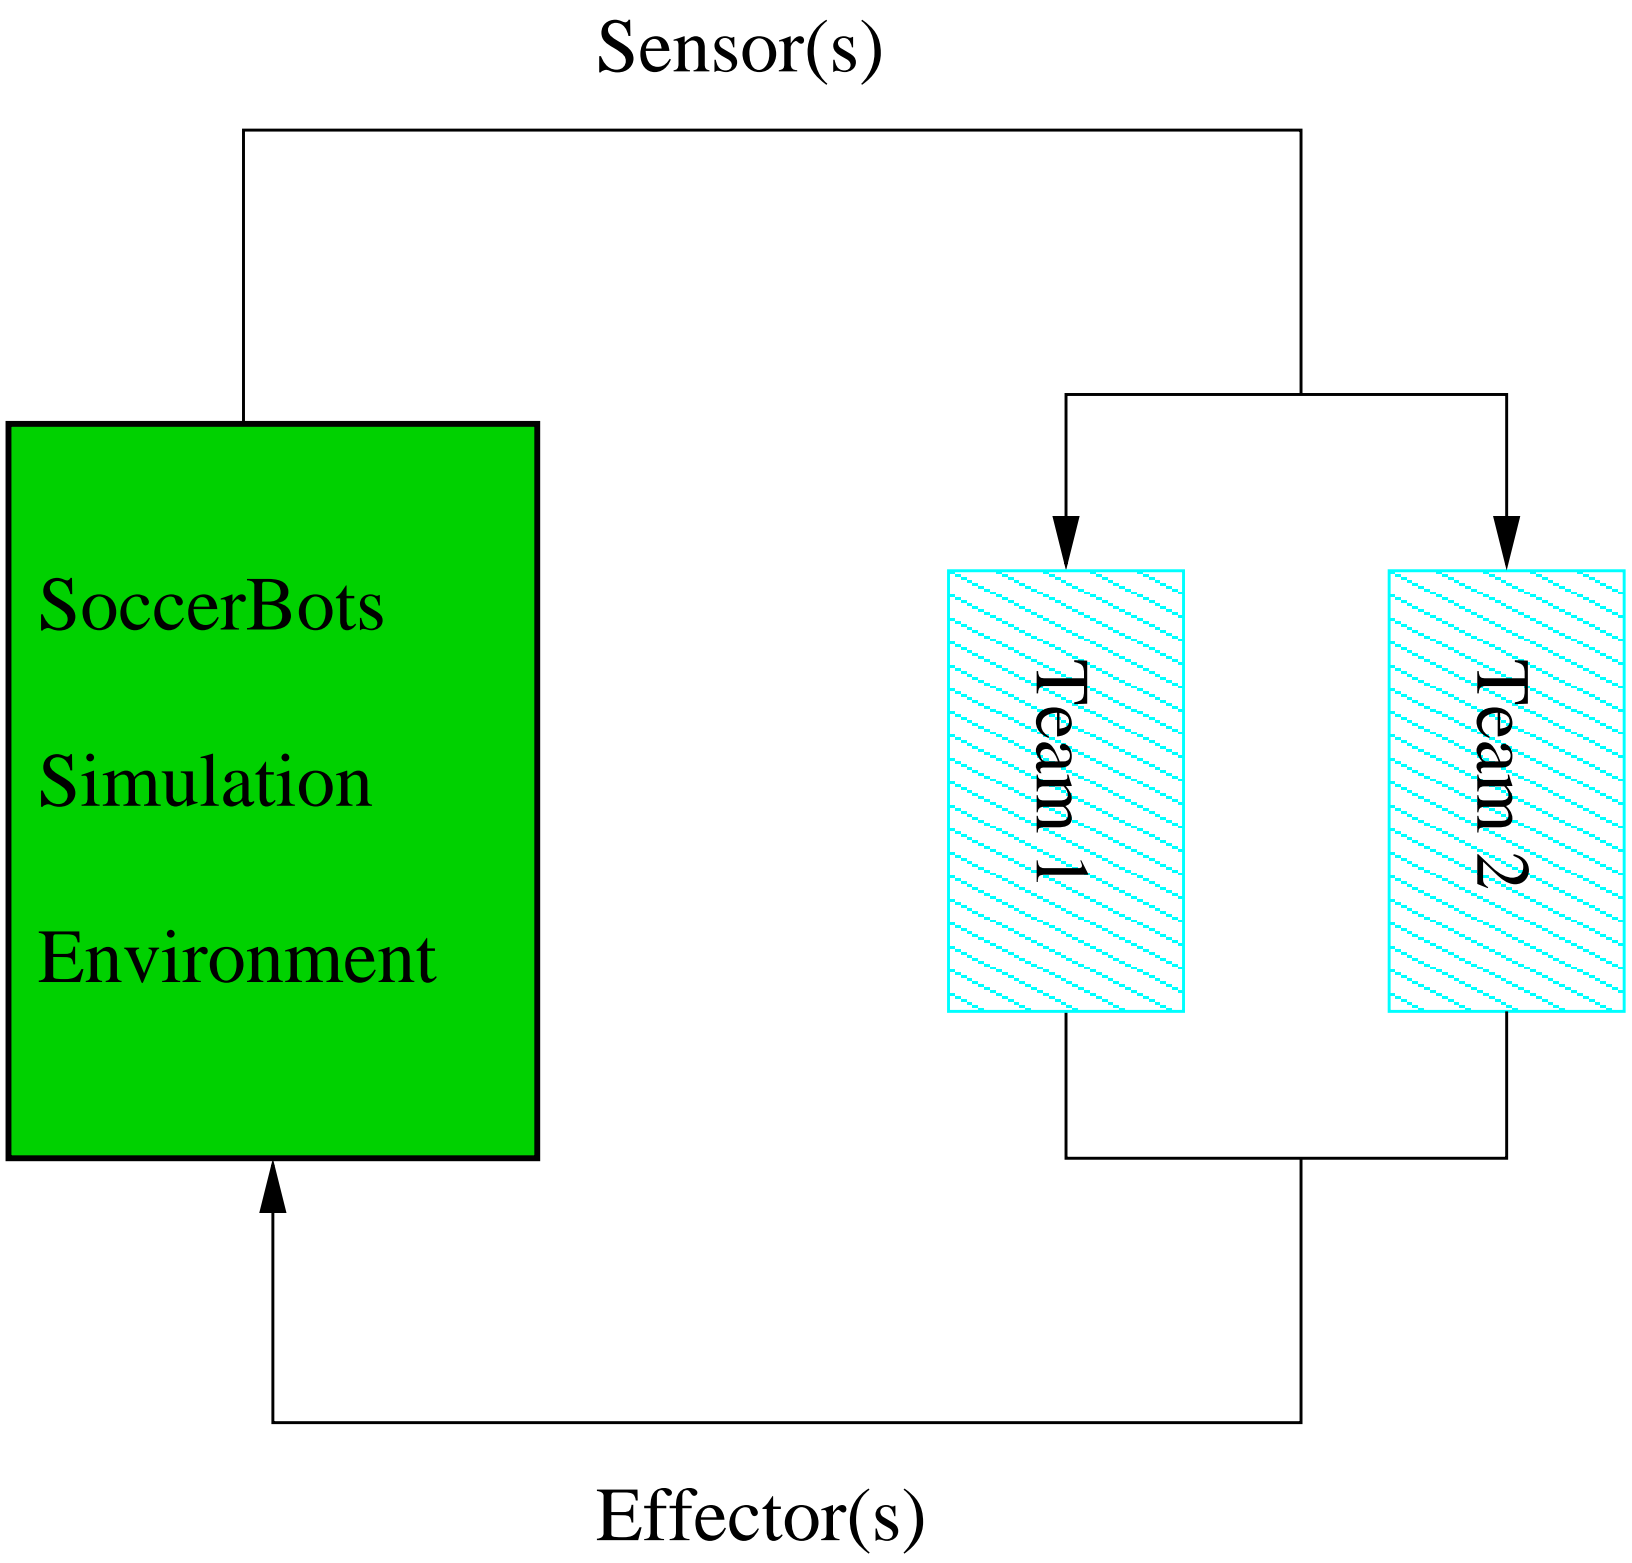 Sensor(s)
SoccerBots
Simulation
Environment
Team 1
Team 2
Effector(s)